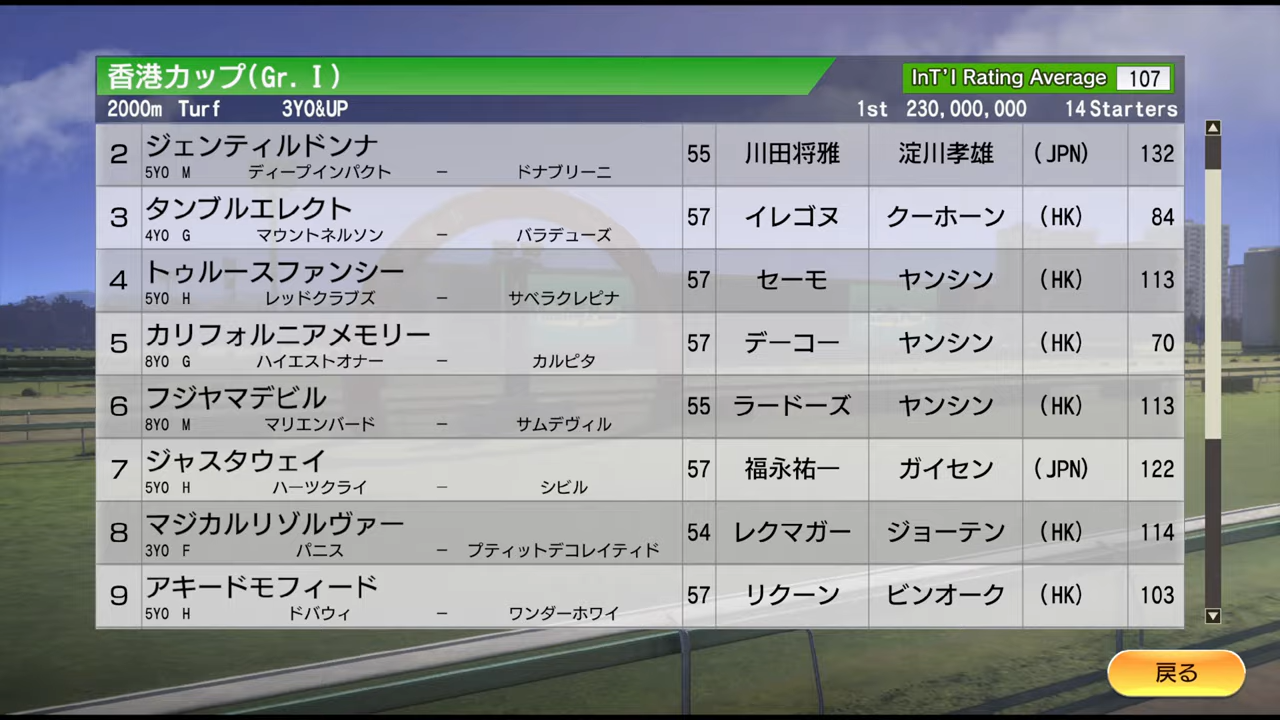 香港カップ(Gr.Ⅰ)
InT'l Rating Average 107
2000m Turf 3YO&UP 1st 230,000,000 14Starters
2 ジェンティルドンナ 55 川田将雅 淀川孝雄 (JPN) 132
5YO M ディープインパクト － ドナブリーニ
3 タンブルエレクト 57 イレゴヌ クーホーン (HK) 84
4YO G マウントネルソン － バラデューズ
4 トゥルースファンシー 57 セーモ ヤンシン (HK) 113
5YO H レッドクラブズ － サベラクレピナ
5 カリフォルニアメモリー 57 デーコー ヤンシン (HK) 70
8YO G ハイエストオナー － カルピタ
6 フジヤマデビル 55 ラードーズ ヤンシン (HK) 113
8YO M マリエンバード － サムデヴィル
7 ジャスタウェイ 57 福永祐一 ガイセン (JPN) 122
5YO H ハーツクライ － シビル
8 マジカルリゾルヴァー 54 レクマガー ジョーテン (HK) 114
3YO F パニス － プティットデコレイティド
9 アキードモフィード 57 リクーン ビンオーク (HK) 103
5YO H ドバウィ － ワンダーホワイ
戻る